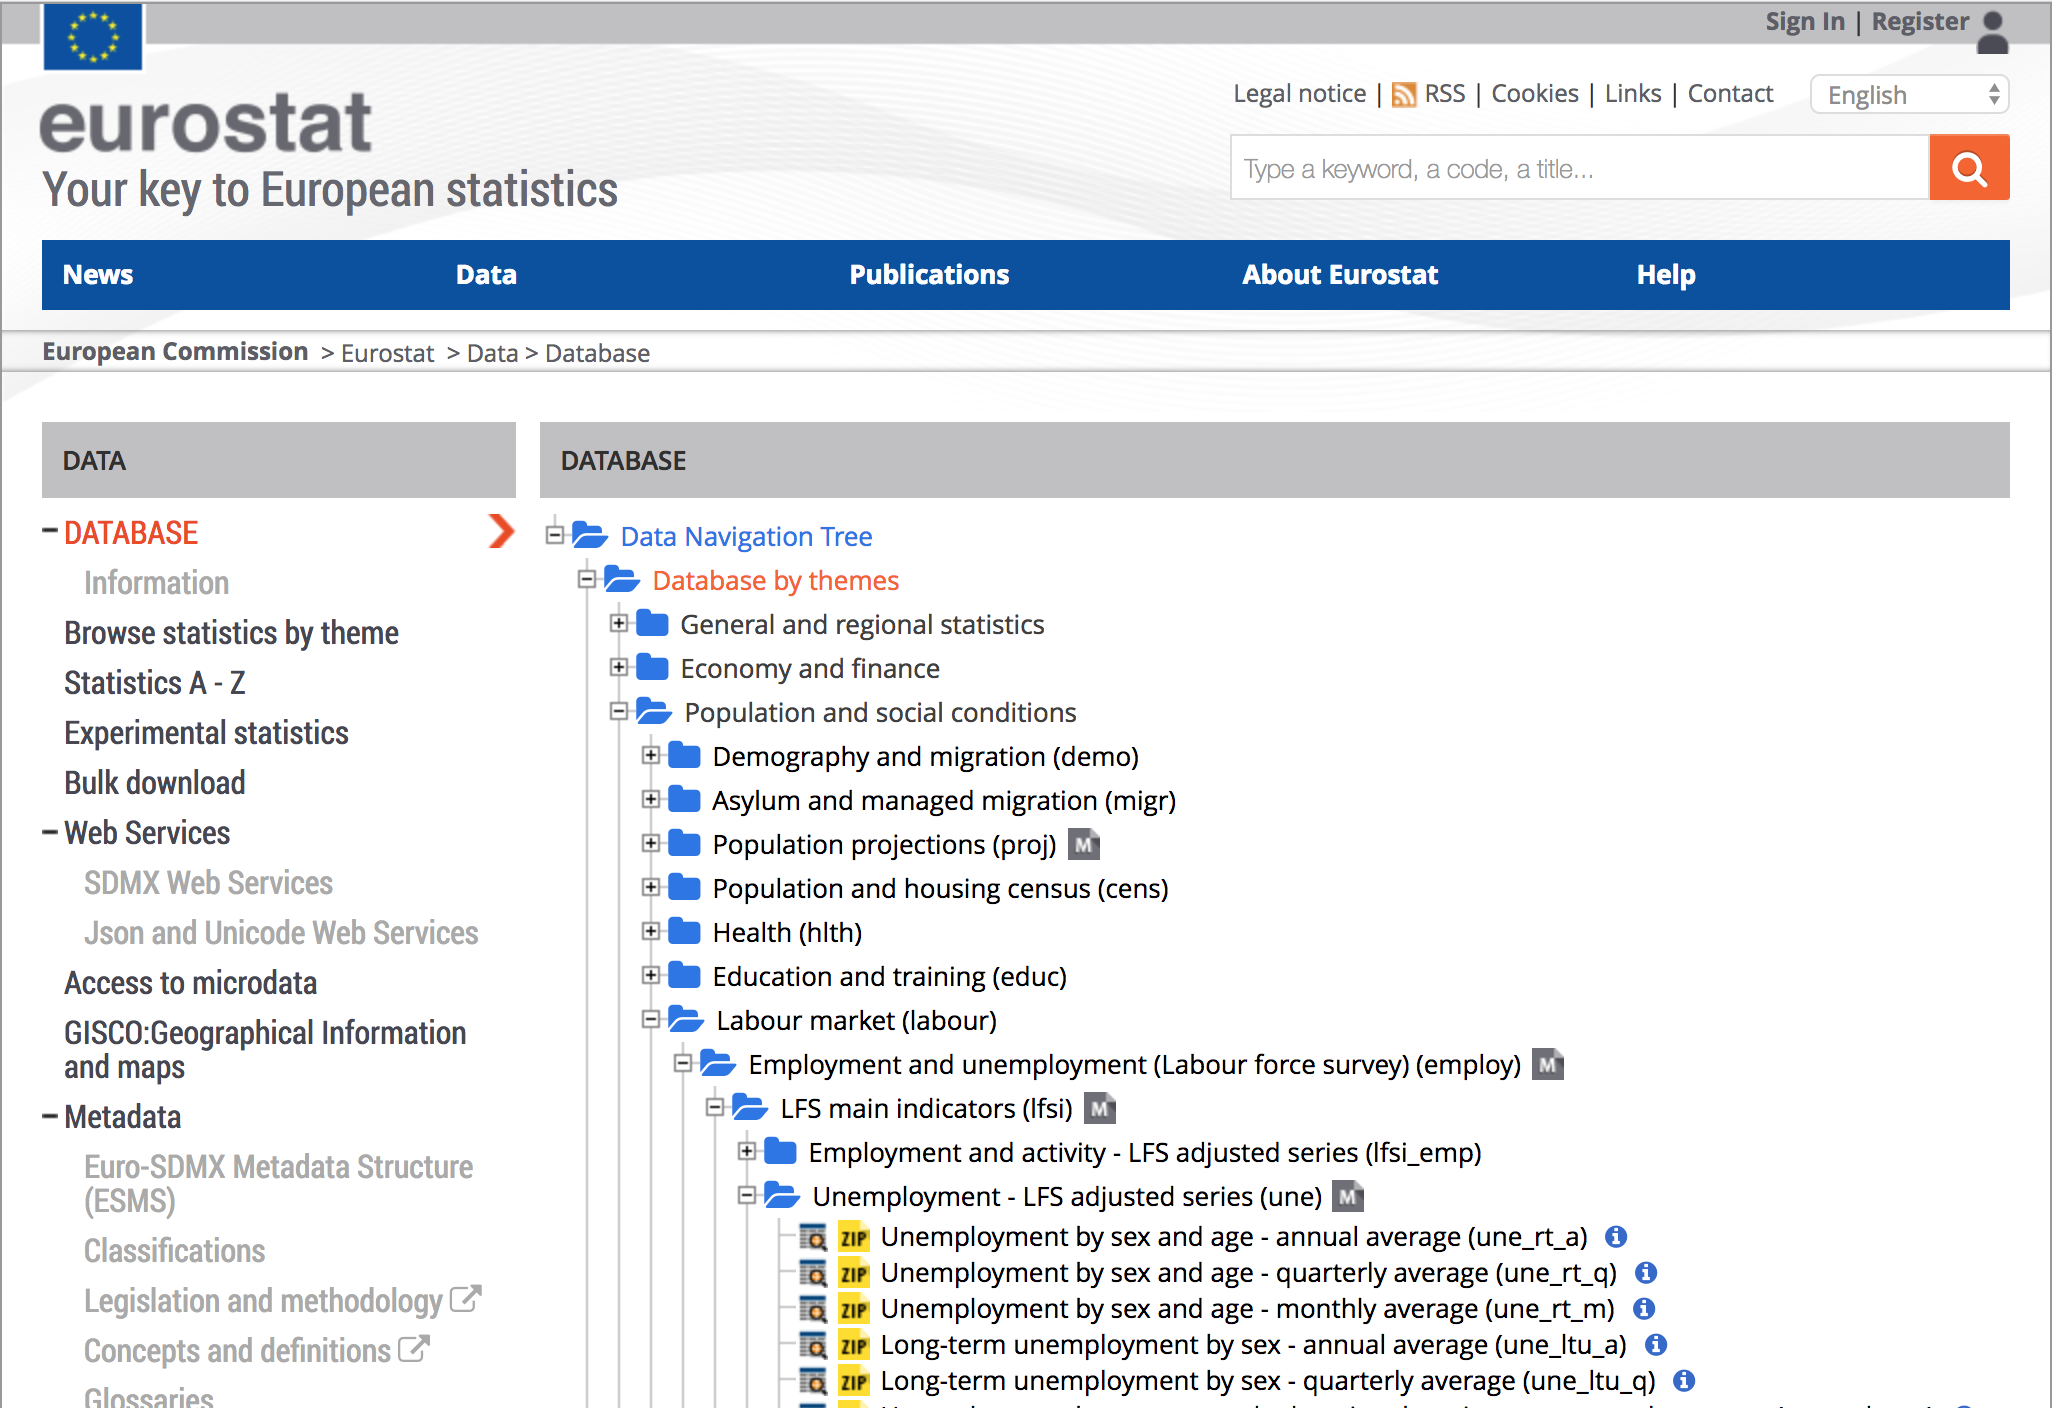 Sign In | Register
eurostat
Your key to European statistics
Legal notice | RSS | Cookies | Links | Contact
English
Type a keyword, a code, a title...
News Data Publications About Eurostat Help
European Commission > Eurostat > Data > Database
DATA
DATABASE
Information
Browse statistics by theme
Statistics A - Z
Experimental statistics
Bulk download
Web Services
SDMX Web Services
Json and Unicode Web Services
Access to microdata
GISCO:Geographical Information
and maps
Metadata
Euro-SDMX Metadata Structure
(ESMS)
Classifications
Legislation and methodology
Concepts and definitions
Glossaries
DATABASE
Data Navigation Tree
Database by themes
General and regional statistics
Economy and finance
Population and social conditions
Demography and migration (demo)
Asylum and managed migration (migr)
Population projections (proj) M
Population and housing census (cens)
Health (hlth)
Education and training (educ)
Labour market (labour)
Employment and unemployment (Labour force survey) (employ) M
LFS main indicators (lfsi) M
Employment and activity - LFS adjusted series (lfsi_emp)
Unemployment - LFS adjusted series (une) M
ZIP Unemployment by sex and age - annual average (une_rt_a) i
ZIP Unemployment by sex and age - quarterly average (une_rt_q) i
ZIP Unemployment by sex and age - monthly average (une_rt_m) i
ZIP Long-term unemployment by sex - annual average (une_ltu_a) i
ZIP Long-term unemployment by sex - quarterly average (une_ltu_q) i